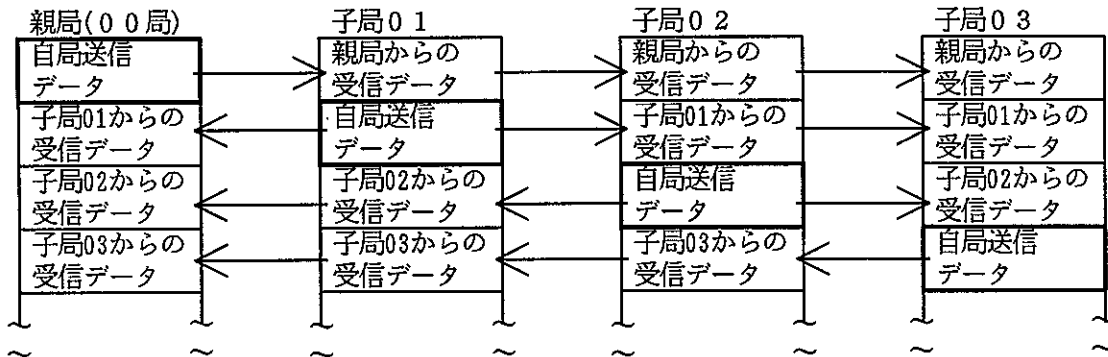 親局(００局)
自局送信
データ
子局01からの
受信データ
子局02からの
受信データ
子局03からの
受信データ
子局０１
親局からの
受信データ
自局送信
データ
子局02からの
受信データ
子局03からの
受信データ
子局０２
親局からの
受信データ
子局01からの
受信データ
自局送信
データ
子局03からの
受信データ
子局０３
親局からの
受信データ
子局01からの
受信データ
子局02からの
受信データ
自局送信
データ